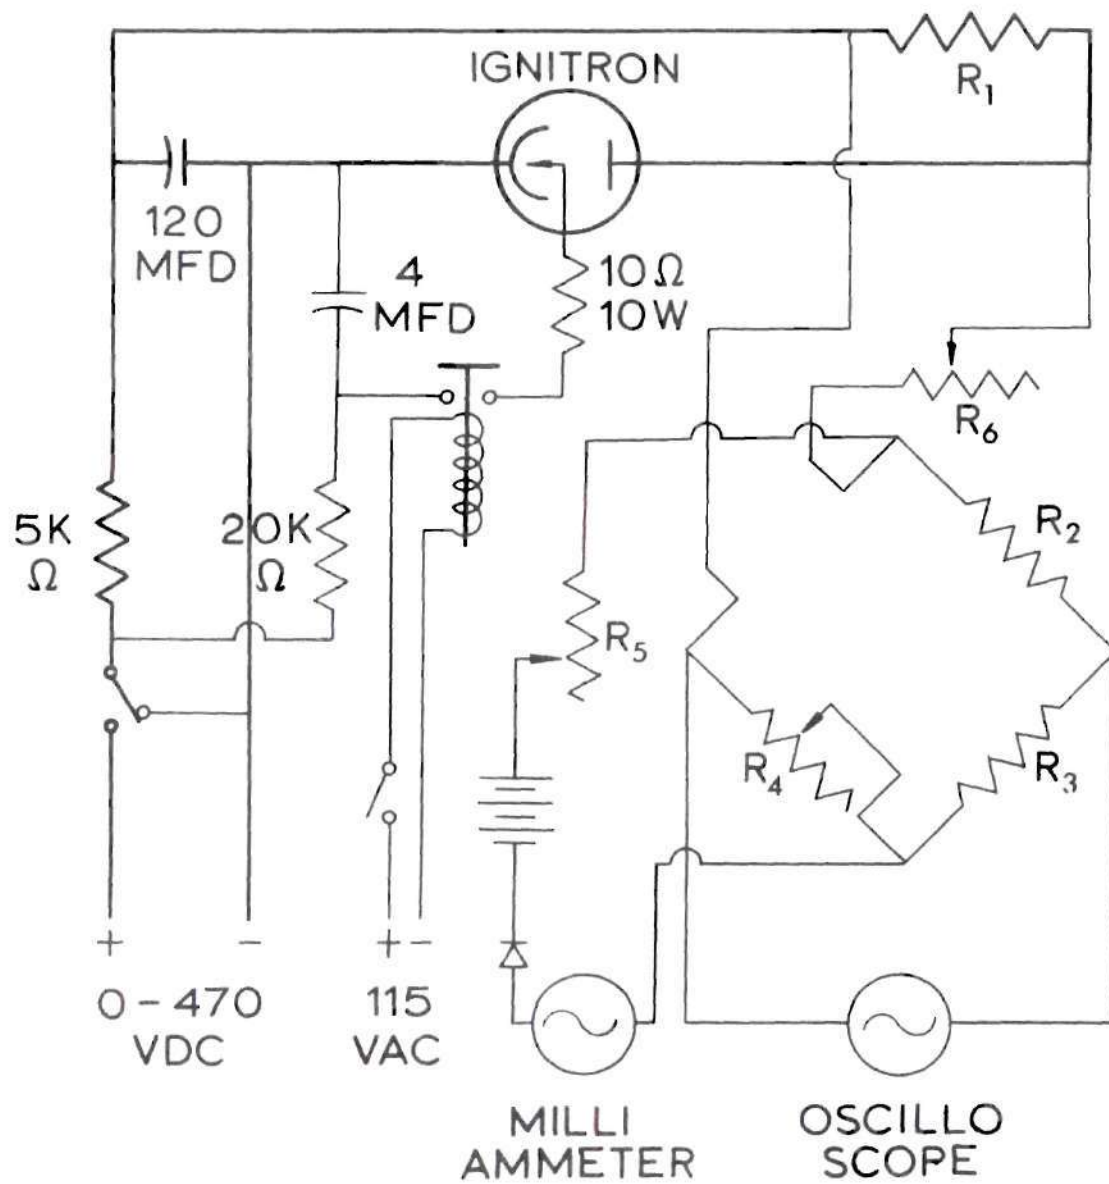 IGNITRON
R₁
120
MFD
4
MFD
10Ω
10W
R₆
5K
Ω
20K
Ω
R₂
R₅
R₄
R₃
+
-
+
-
0-470
VDC
115
VAC
MILLI
AMMETER
OSCILLO
SCOPE